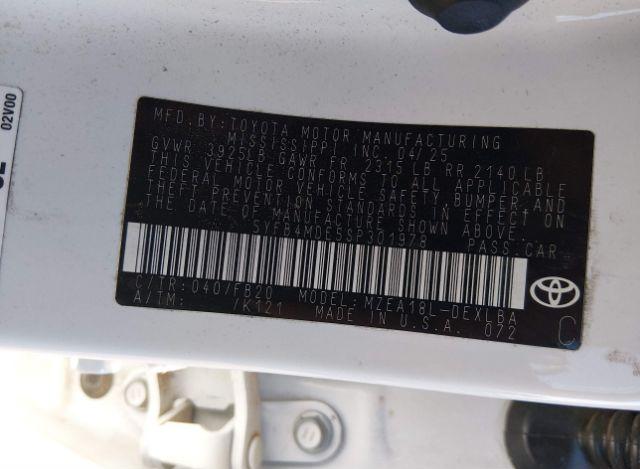 MFD.BY:TOYOTA MOTOR MANUFACTURING
MISSISSIPPI, INC. 04/25
GVWR 3925LB GAWR FR 2315LB RR 2140LB
THIS VEHICLE CONFORMS TO ALL APPLICABLE
FEDERAL MOTOR VEHICLE SAFETY, BUMPER AND
THEFT PREVENTION STANDARDS IN EFFECT ON
THE DATE OF MANUFACTURE SHOWN ABOVE.
5YFB4MDE5SP301978 PASS.CAR
C/TR:040/FB20 MODEL:MZEA18L-DEXLBA
A/TM: /K121 MADE IN U.S.A. 072
C
02V00